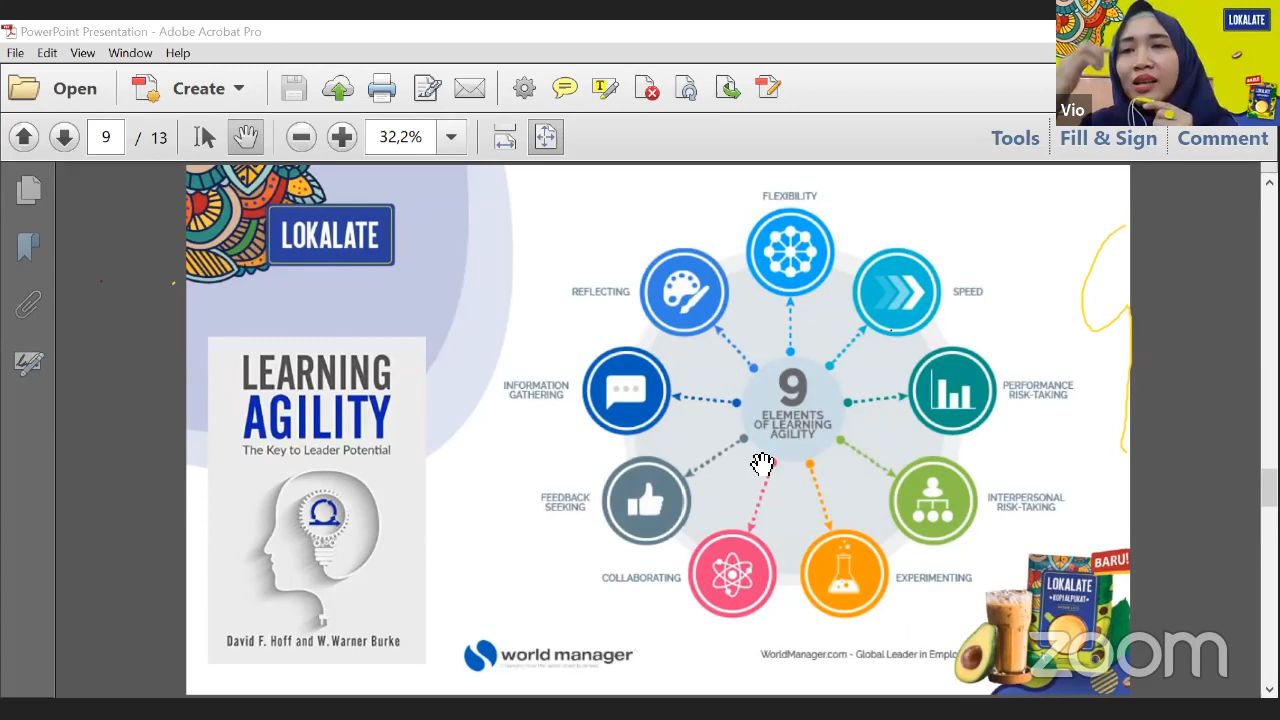 PowerPoint Presentation - Adobe Acrobat Pro
File Edit View Window Help
LOKALATE
Open Create
Vio
9 / 13 32,2%
Tools Fill & Sign Comment
LOKALATE
FLEXIBILITY
REFLECTING
SPEED
INFORMATION
GATHERING
PERFORMANCE
RISK-TAKING
9
ELEMENTS
OF LEARNING
AGILITY
FEEDBACK
SEEKING
INTERPERSONAL
RISK-TAKING
COLLABORATING
EXPERIMENTING
LEARNING
AGILITY
The Key to Leader Potential
David F. Hoff and W. Warner Burke
world manager
WorldManager.com - Global Leader in Emplo
BARU!
LOKALATE
KOPI ALPUKAT
zoom